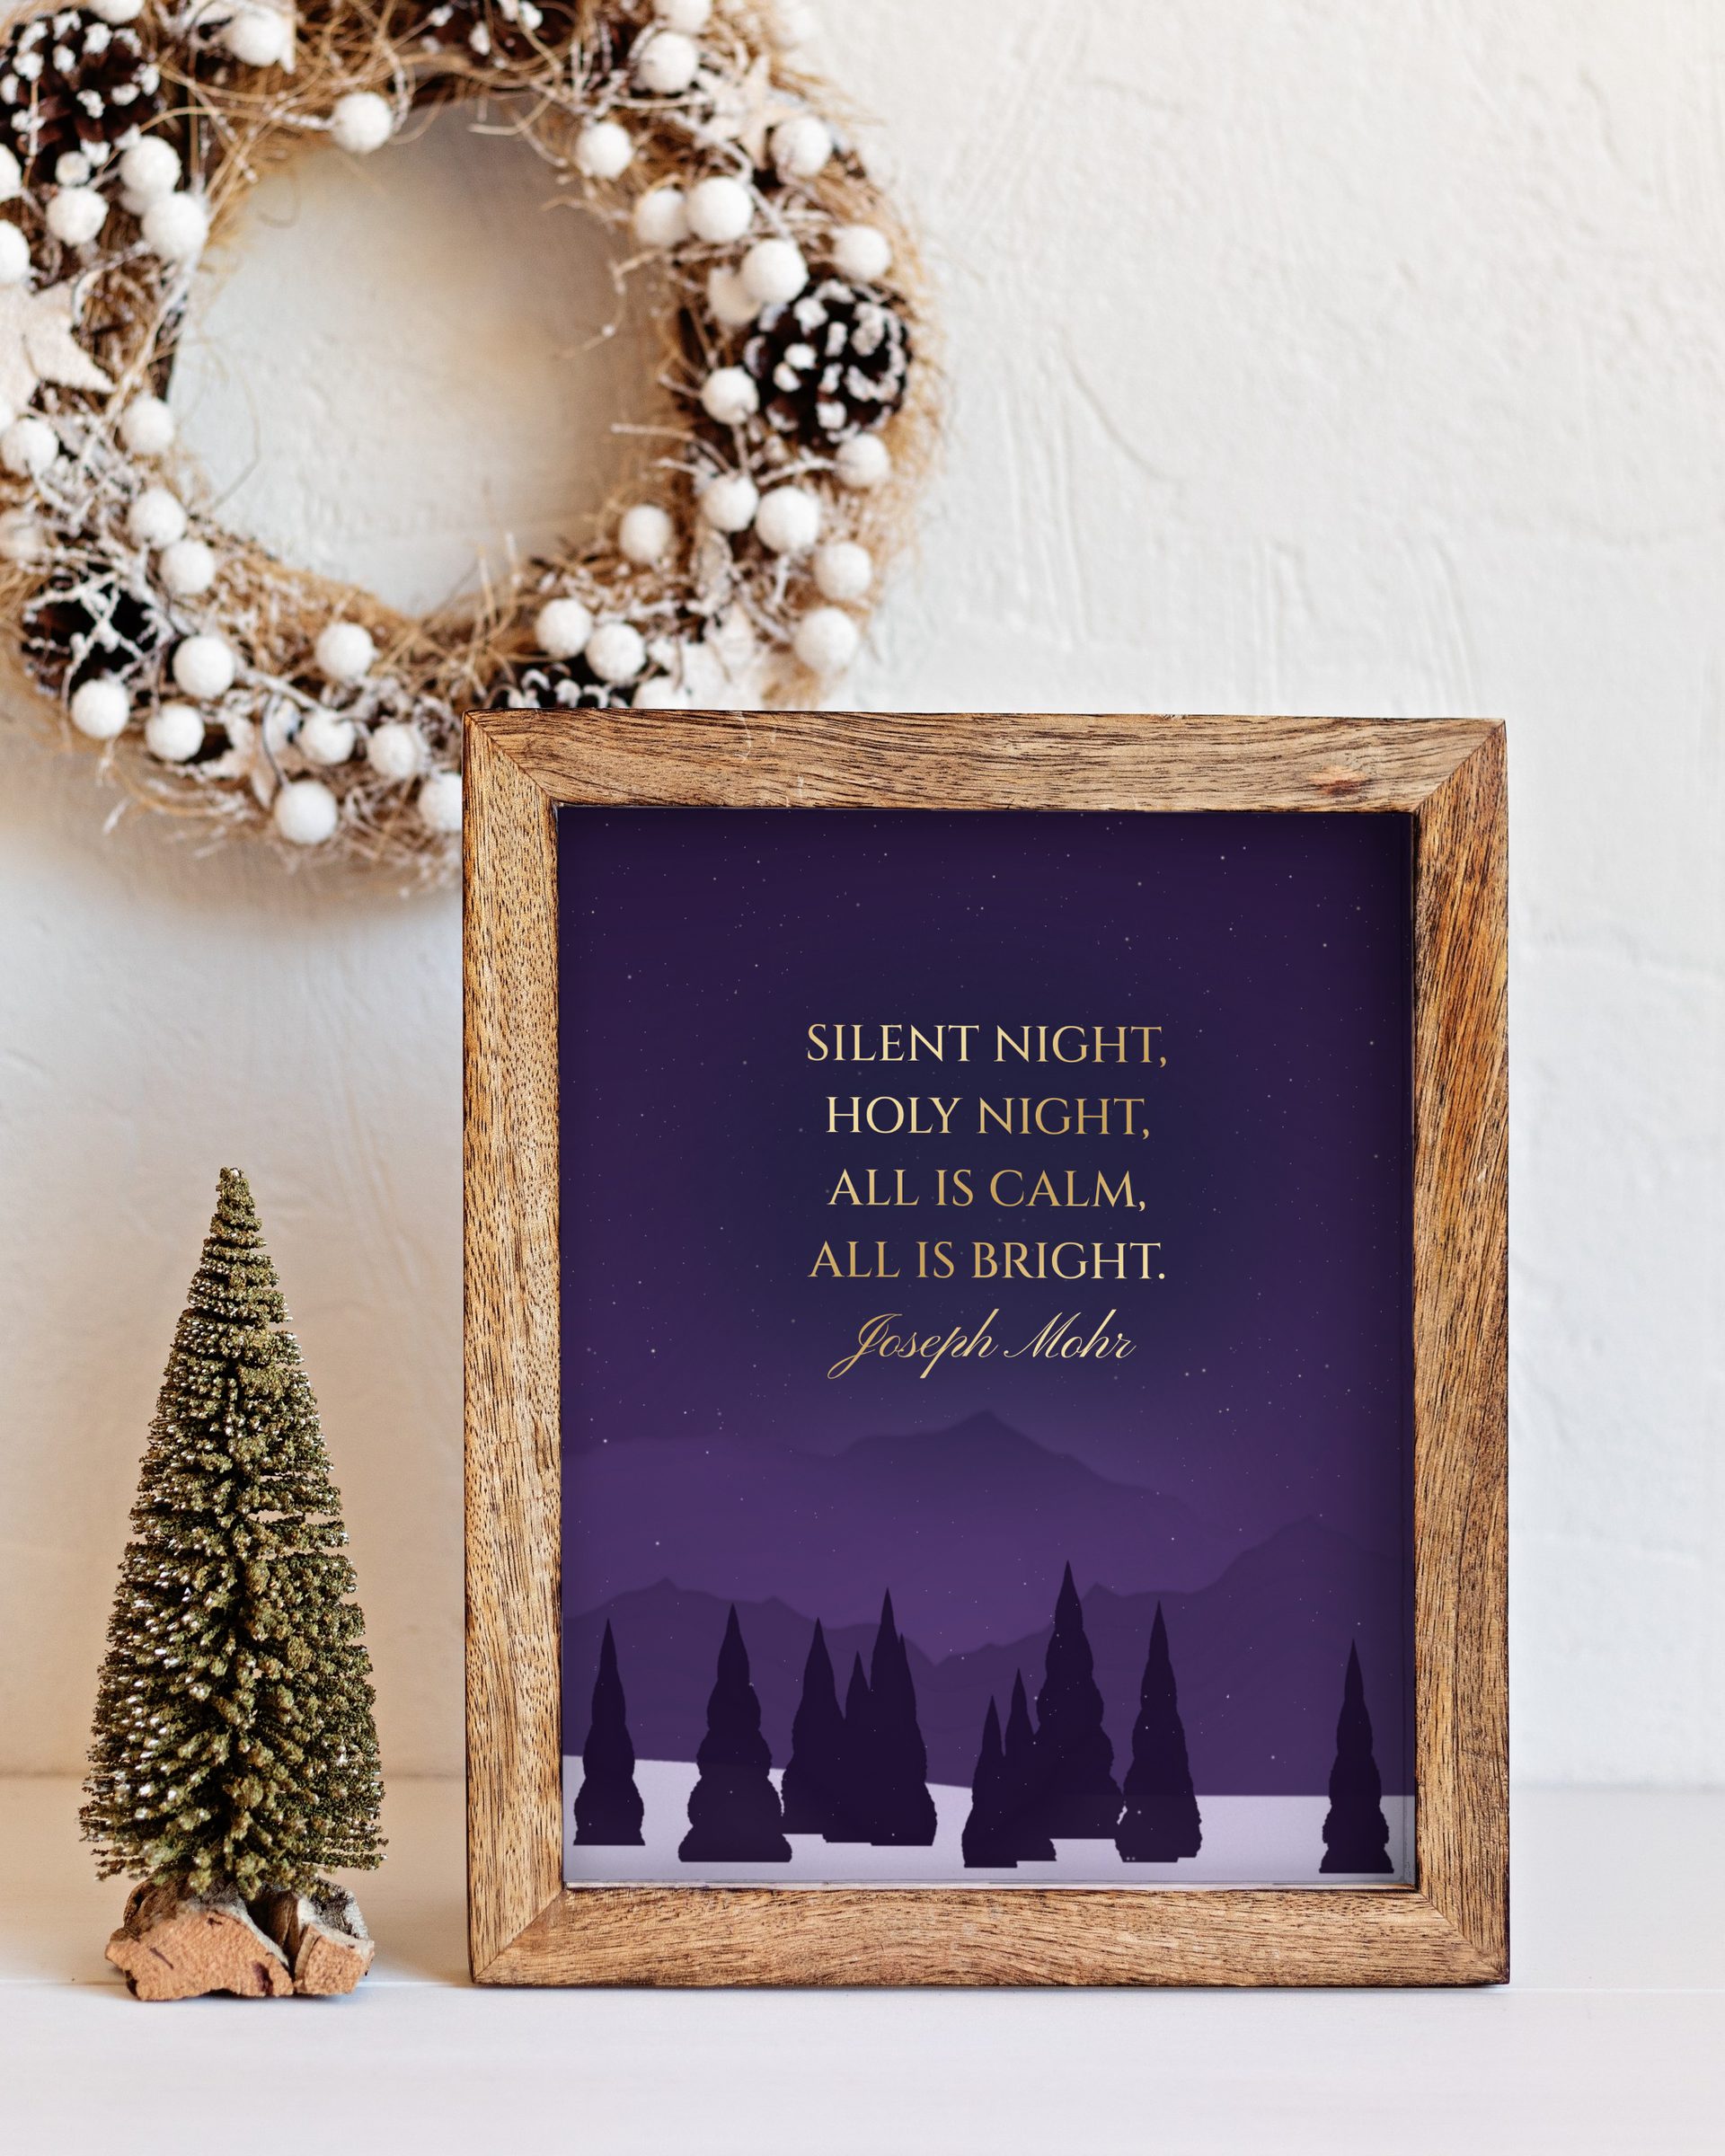 SILENT NIGHT,
HOLY NIGHT,
ALL IS CALM,
ALL IS BRIGHT.
Joseph Mohr